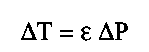 ΔT = ε ΔP